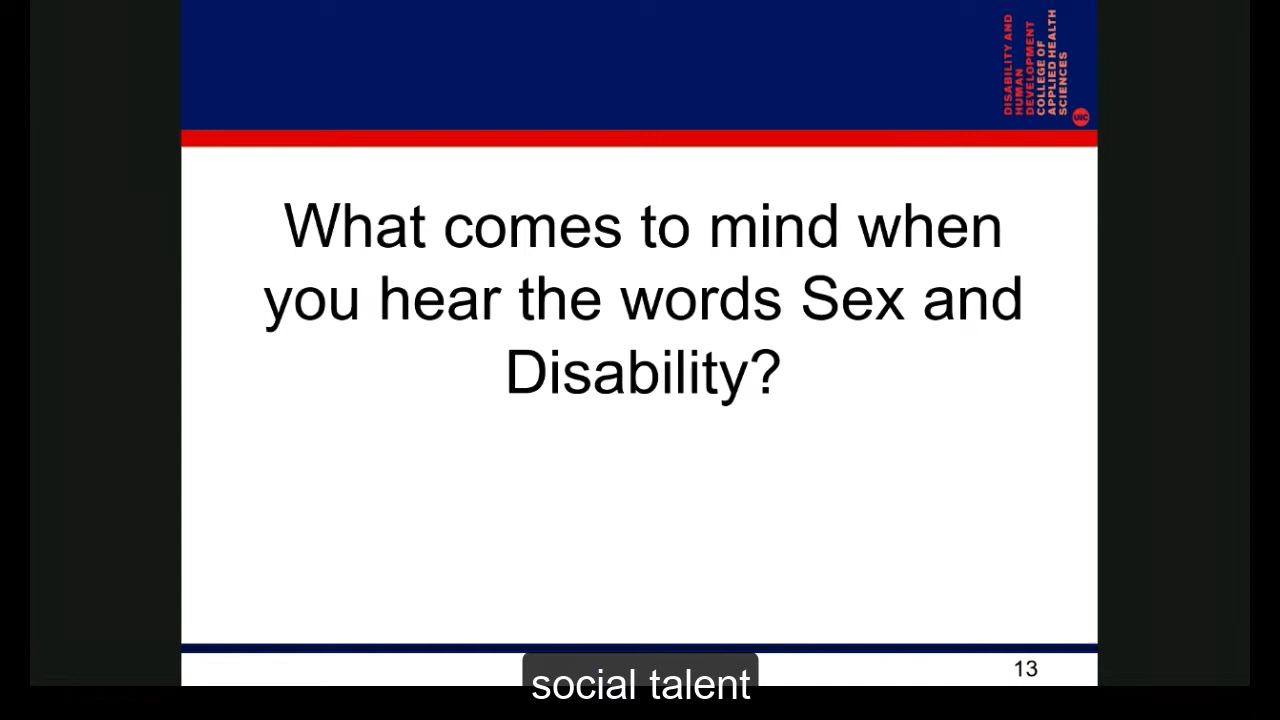 DISABILITY AND
HUMAN
DEVELOPMENT
COLLEGE OF
APPLIED HEALTH
SCIENCES
UIC
What comes to mind when
you hear the words Sex and
Disability?
13
social talent